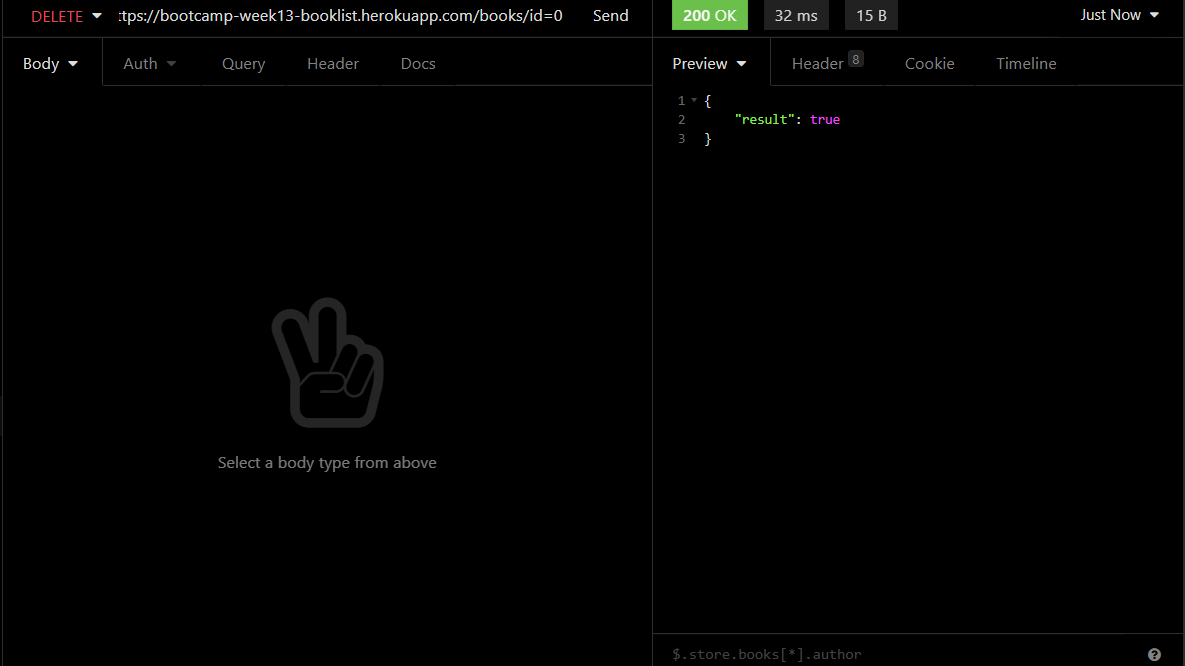 DELETE :tps://bootcamp-week13-booklist.herokuapp.com/books/id=0 Send 200 OK 32 ms 15 B Just Now
Body Auth Query Header Docs Preview Header 8 Cookie Timeline
1 {
2 "result": true
3 }
Select a body type from above
$.store.books[*].author